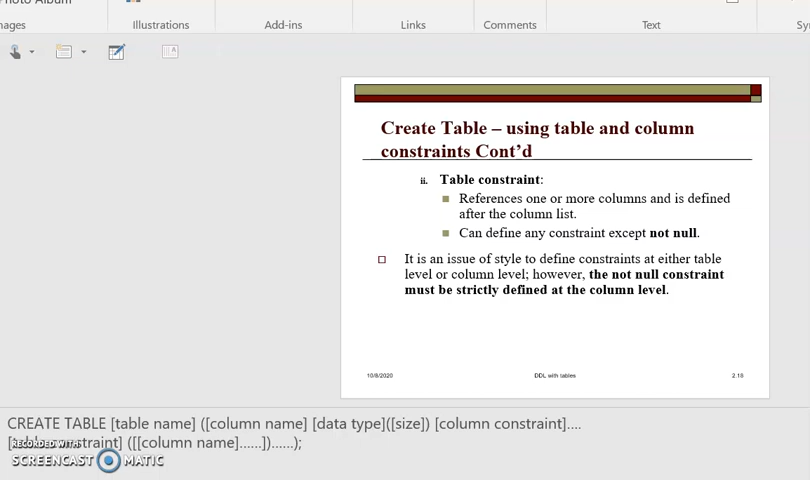 Photo Album
Illustrations Add-ins Links Comments Text
Create Table – using table and column
constraints Cont’d
ii. Table constraint:
References one or more columns and is defined
after the column list.
Can define any constraint except not null.
It is an issue of style to define constraints at either table
level or column level; however, the not null constraint
must be strictly defined at the column level.
10/8/2020 DDL with tables 2.18
CREATE TABLE [table name] ([column name] [data type]([size]) [column constraint]....
([[column name]......])......);
RECORDED WITH
SCREENCAST MATIC